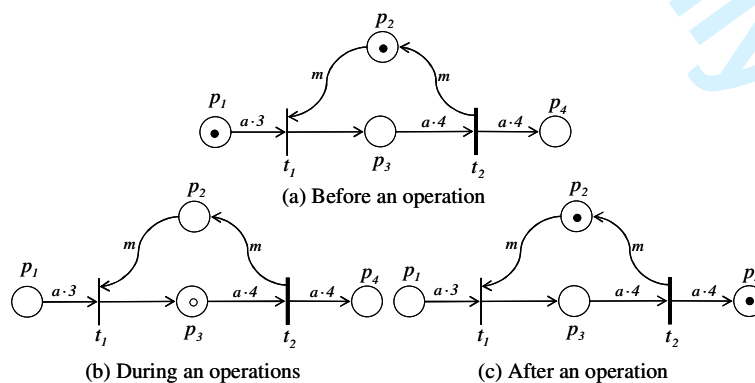 p₂
m m
p₁ a·3 a·4 a·4 p₄
t₁ p₃ t₂
(a) Before an operation
p₂ p₂
m m m m
p₁ a·3 a·4 a·4 p₄ p₁ a·3 a·4 a·4
t₁ p₃ t₂ t₁ p₃ t₂
(b) During an operations (c) After an operation